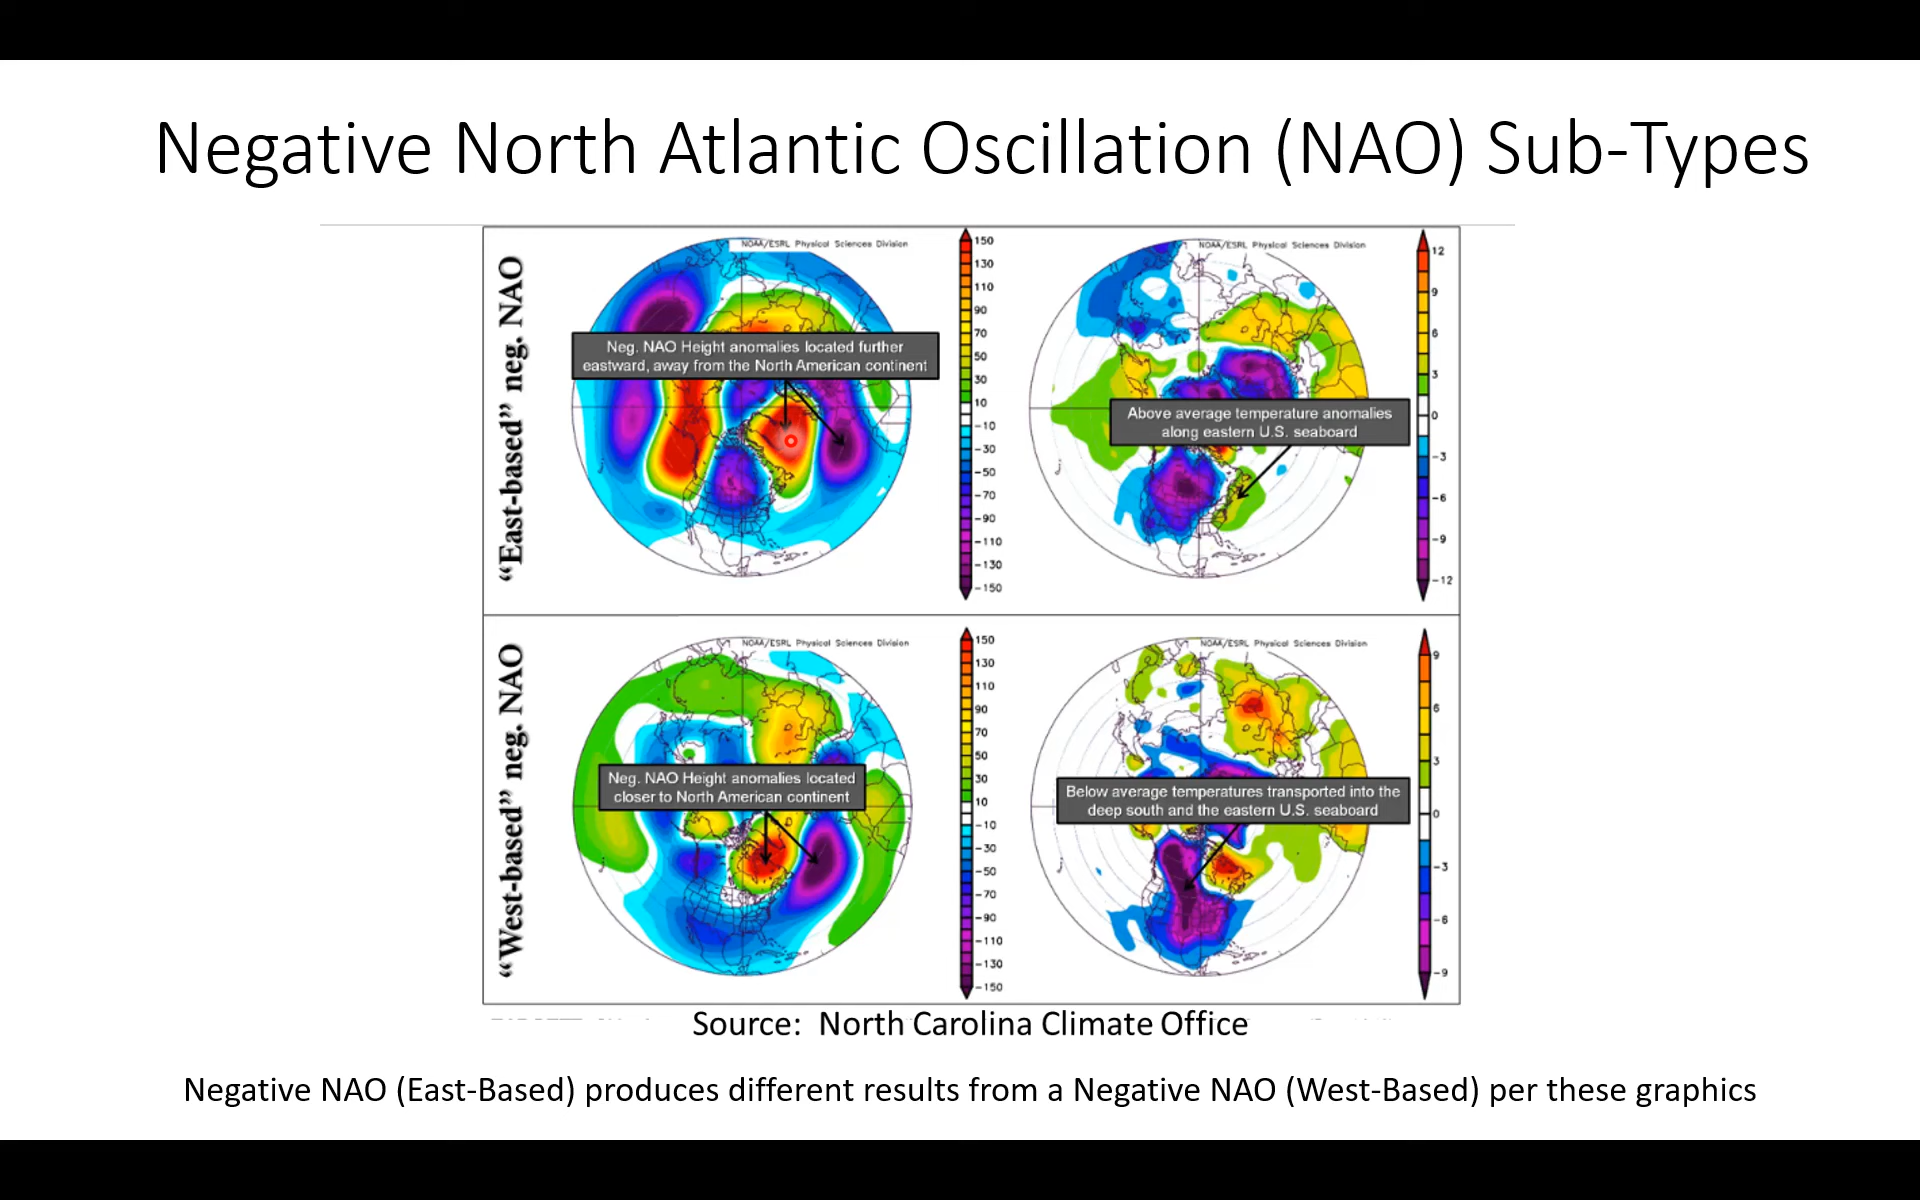 Negative North Atlantic Oscillation (NAO) Sub-Types
“East-based” neg. NAO
NOAA/ESRL Physical Sciences Division
Neg. NAO Height anomalies located further
eastward, away from the North American continent
150
130
110
90
70
50
30
10
-10
-30
-50
-70
-90
-110
-130
-150
NOAA/ESRL Physical Sciences Division
Above average temperature anomalies
along eastern U.S. seaboard
12
9
6
3
0
-3
-6
-9
-12
“West-based” neg. NAO
NOAA/ESRL Physical Sciences Division
Neg. NAO Height anomalies located
closer to North American continent
150
130
110
90
70
50
30
10
-10
-30
-50
-70
-90
-110
-130
-150
NOAA/ESRL Physical Sciences Division
Below average temperatures transported into the
deep south and the eastern U.S. seaboard
9
6
3
0
-3
-6
-9
Source: North Carolina Climate Office
Negative NAO (East-Based) produces different results from a Negative NAO (West-Based) per these graphics